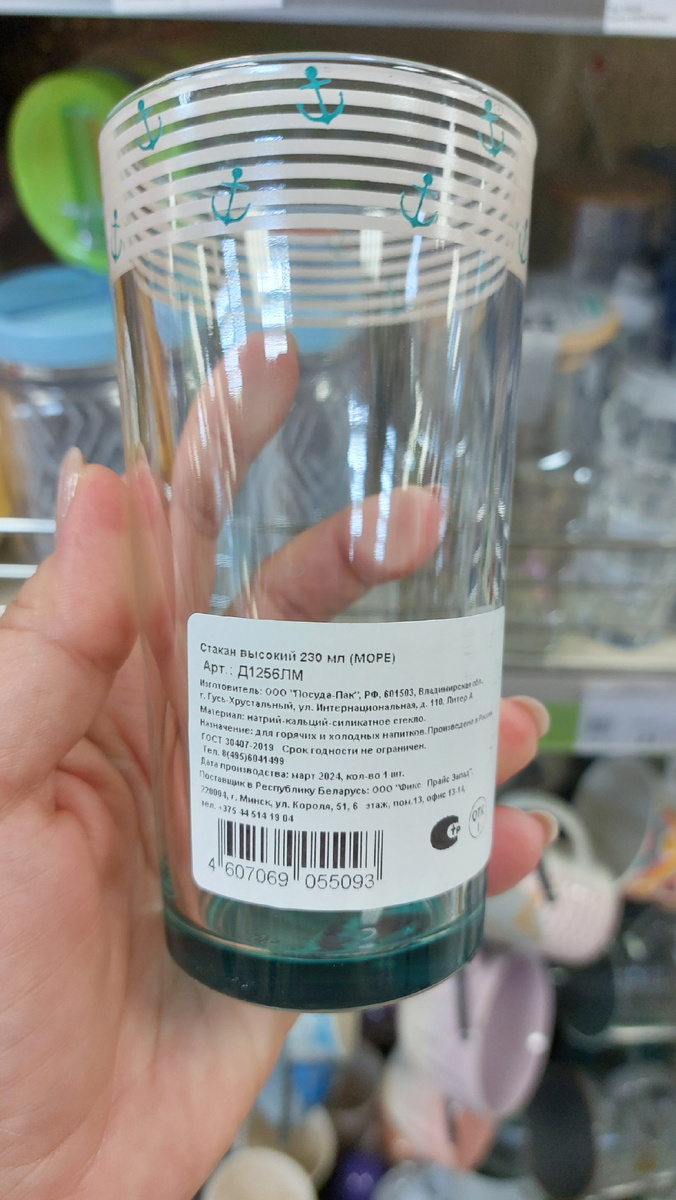 Стакан высокий 230 мл (МОРЕ)
Арт.: Д1256ЛМ
Изготовитель: ООО "Посуда-Пак", РФ, 601503, Владимирская обл.,
г. Гусь-Хрустальный, ул. Интернациональная, д. 110, Литер А
Материал: натрий-кальций-силикатное стекло.
Назначение: для горячих и холодных напитков. Произведено в России
ГОСТ 30407-2019 Срок годности не ограничен.
Тел. 8(495)6041499
Дата производства: март 2024, кол-во 1 шт.
Поставщик в Республику Беларусь: ООО "Фикс Прайс Запад",
220004, г. Минск, ул. Короля, 51, 6 этаж, пом.13, офис 13-14,
тел. +375 44 514 19 04
СТР
ОТК
4 607069 055093